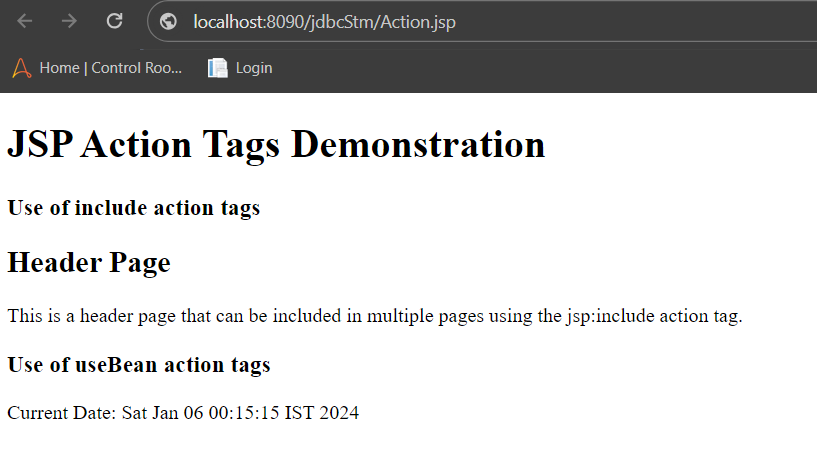 localhost:8090/jdbcStm/Action.jsp
Home | Control Roo... Login
JSP Action Tags Demonstration
Use of include action tags
Header Page
This is a header page that can be included in multiple pages using the jsp:include action tag.
Use of useBean action tags
Current Date: Sat Jan 06 00:15:15 IST 2024